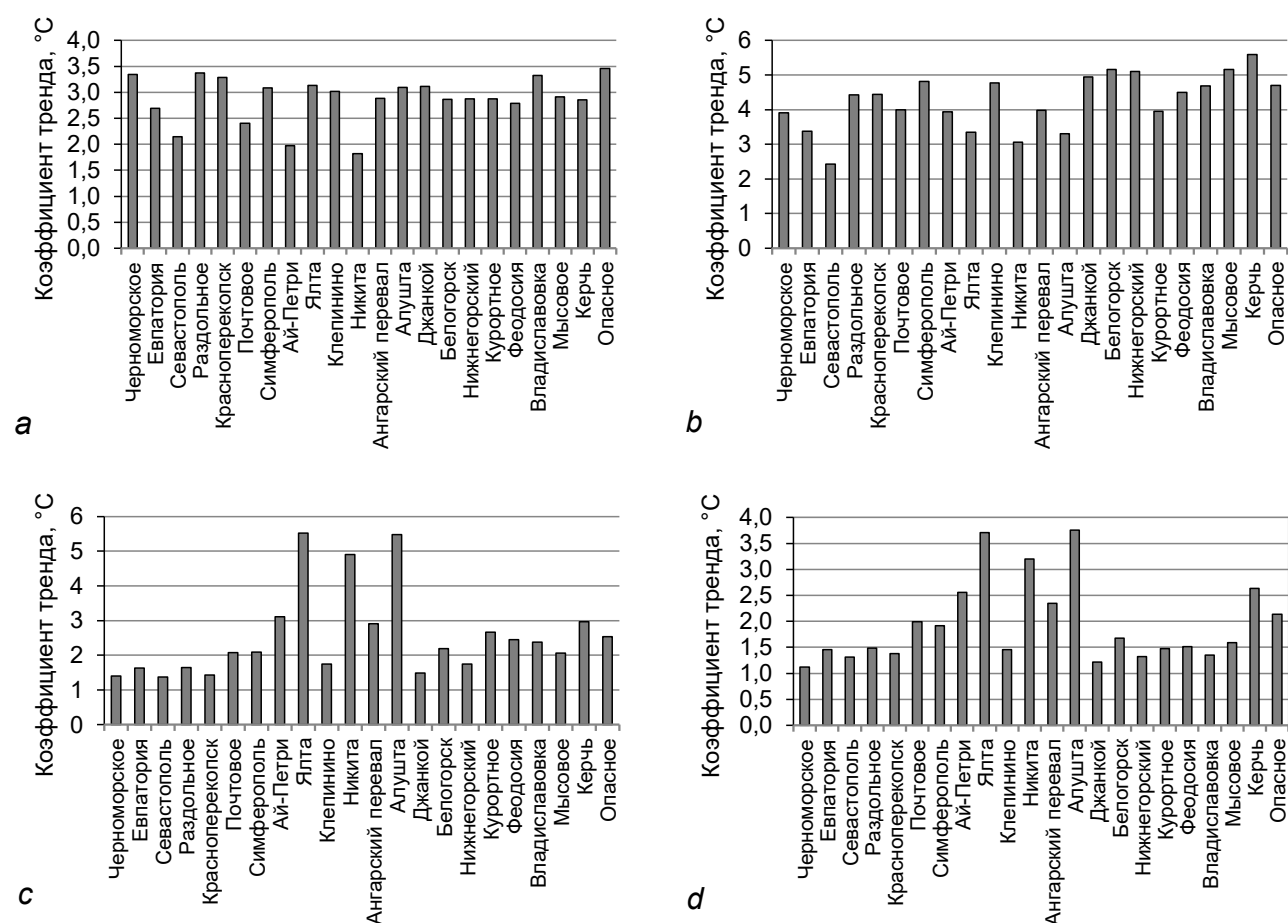 Коэффициент тренда, °C
4,0
3,5
3,0
2,5
2,0
1,5
1,0
0,5
0,0
Черноморское
Евпатория
Севастополь
Раздольное
Красноперекопск
Почтовое
Симферополь
Ай-Петри
Ялта
Клепинино
Никита
Ангарский перевал
Алушта
Джанкой
Белогорск
Нижнегорский
Курортное
Феодосия
Владиславовка
Мысовое
Керчь
Опасное
a
Коэффициент тренда, °C
6
5
4
3
2
1
0
Черноморское
Евпатория
Севастополь
Раздольное
Красноперекопск
Почтовое
Симферополь
Ай-Петри
Ялта
Клепинино
Никита
Ангарский перевал
Алушта
Джанкой
Белогорск
Нижнегорский
Курортное
Феодосия
Владиславовка
Мысовое
Керчь
Опасное
b
Коэффициент тренда, °C
6
5
4
3
2
1
0
Черноморское
Евпатория
Севастополь
Раздольное
Красноперекопск
Почтовое
Симферополь
Ай-Петри
Ялта
Клепинино
Никита
Ангарский перевал
Алушта
Джанкой
Белогорск
Нижнегорский
Курортное
Феодосия
Владиславовка
Мысовое
Керчь
Опасное
c
Коэффициент тренда, °C
4,0
3,5
3,0
2,5
2,0
1,5
1,0
0,5
0,0
Черноморское
Евпатория
Севастополь
Раздольное
Красноперекопск
Почтовое
Симферополь
Ай-Петри
Ялта
Клепинино
Никита
Ангарский перевал
Алушта
Джанкой
Белогорск
Нижнегорский
Курортное
Феодосия
Владиславовка
Мысовое
Керчь
Опасное
d